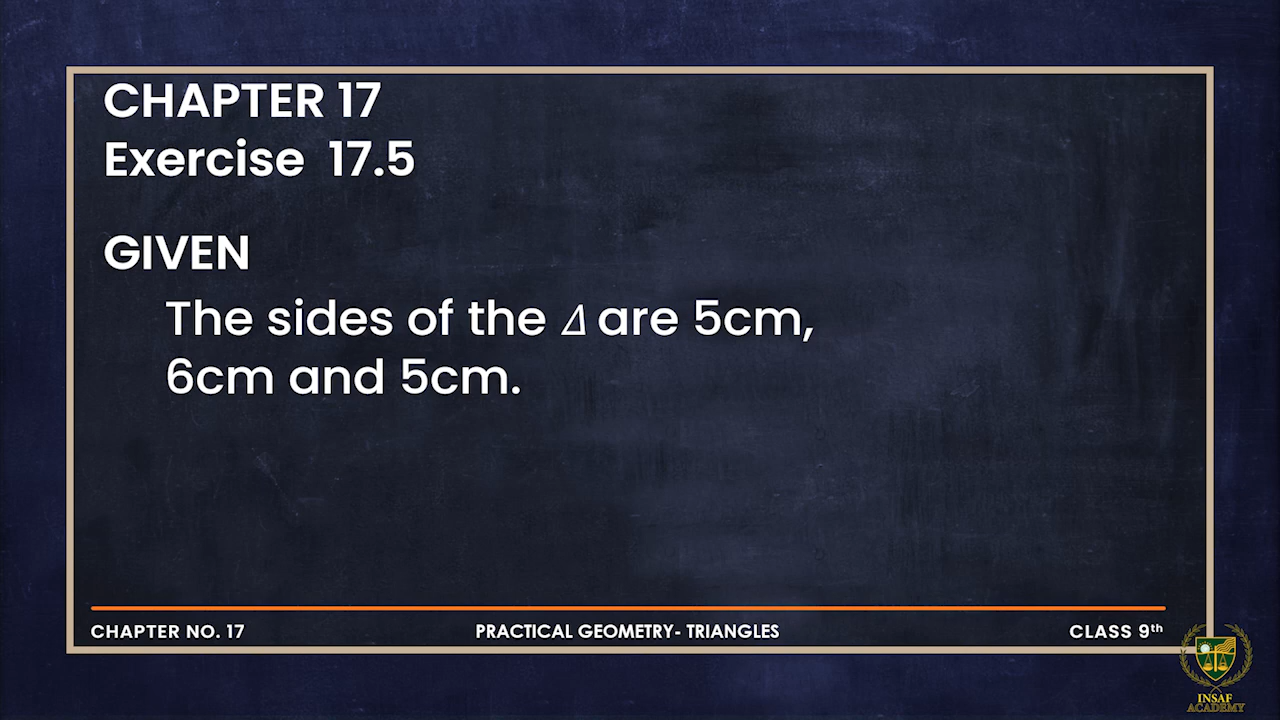 CHAPTER 17
Exercise 17.5
GIVEN
The sides of the 𝛥 are 5cm,
6cm and 5cm.
CHAPTER NO. 17
PRACTICAL GEOMETRY- TRIANGLES
CLASS 9th
INSAF
ACADEMY